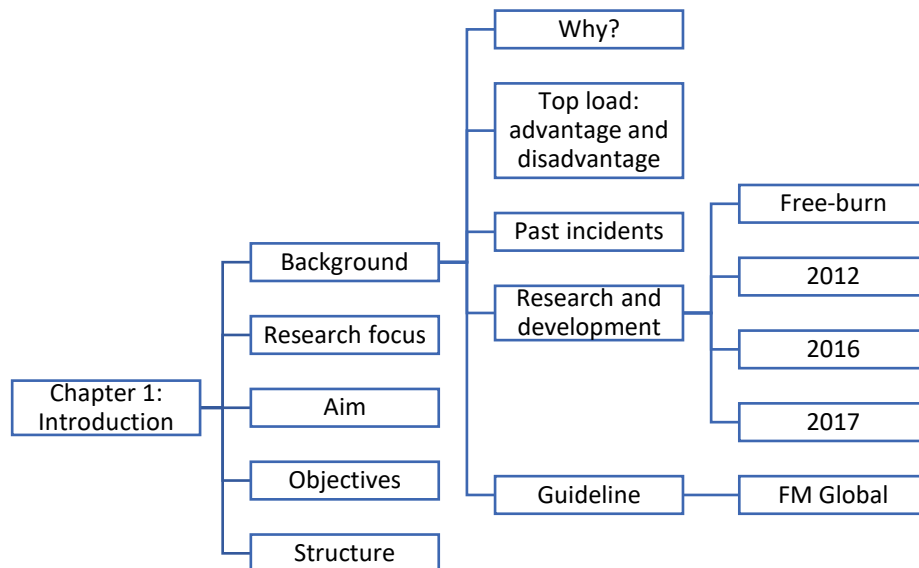 Why?
Top load:
advantage and
disadvantage
Free-burn
Past incidents
Background
2012
Research and
development
Research focus
2016
Chapter 1:
Introduction
Aim
2017
Objectives
Guideline
FM Global
Structure